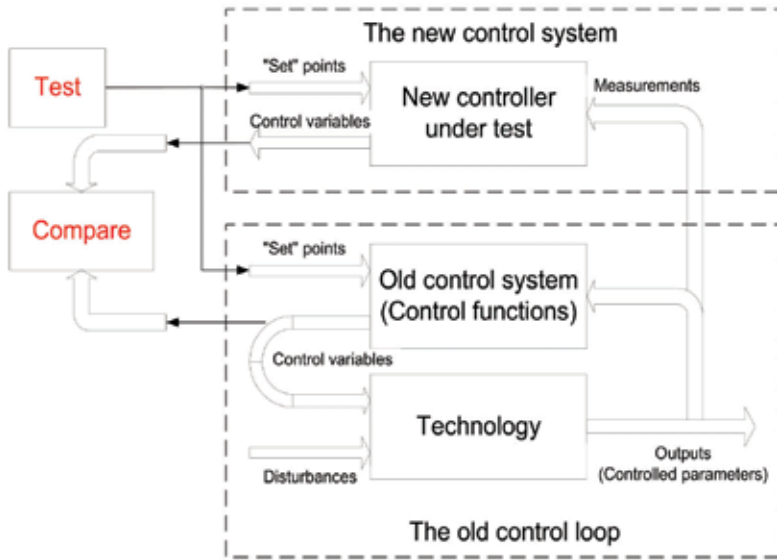 The new control system
Test
"Set" points
New controller
under test
Measurements
Control variables
Compare
"Set" points
Old control system
(Control functions)
Control variables
Technology
Disturbances
Outputs
(Controlled parameters)
The old control loop